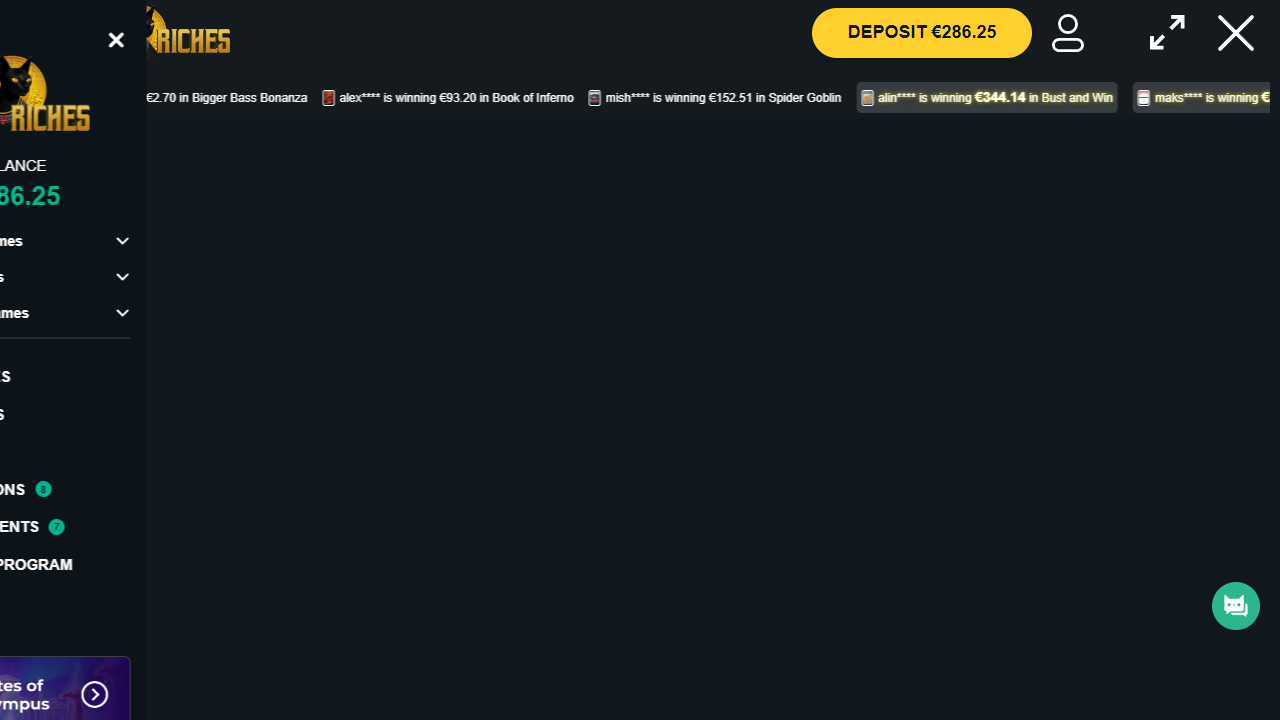 RICHES
DEPOSIT €286.25
€2.70 in Bigger Bass Bonanza
alex**** is winning €93.20 in Book of Inferno
mish**** is winning €152.51 in Spider Goblin
alin**** is winning €344.14 in Bust and Win
maks**** is winning €
RICHES
LANCE
86.25
mes
s
ames
ES
S
ONS 8
ENTS 7
PROGRAM
tes of
ympus